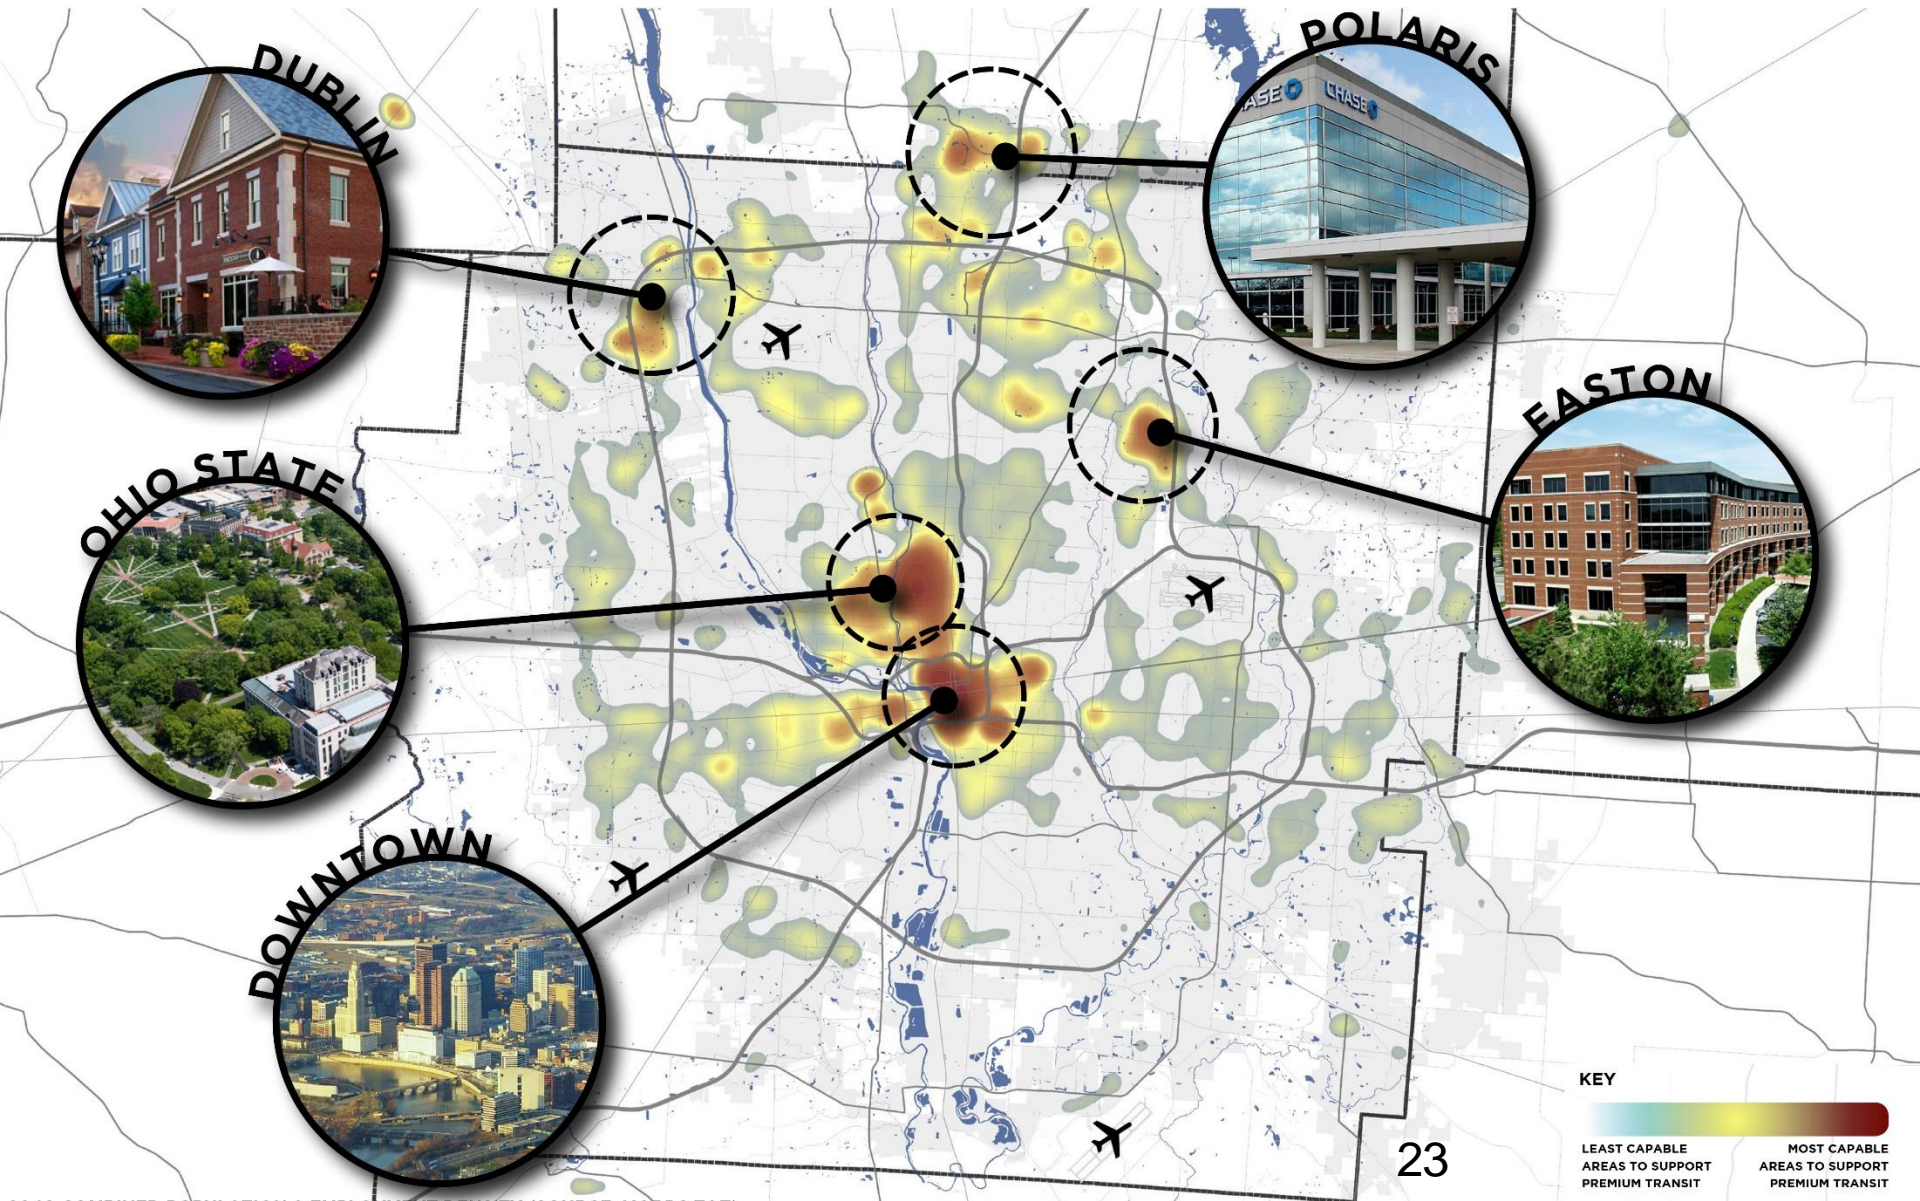 DUBLIN
POLARIS
CHASE
EASTON
OHIO STATE
DOWNTOWN
KEY
LEAST CAPABLE
AREAS TO SUPPORT
PREMIUM TRANSIT
MOST CAPABLE
AREAS TO SUPPORT
PREMIUM TRANSIT
23